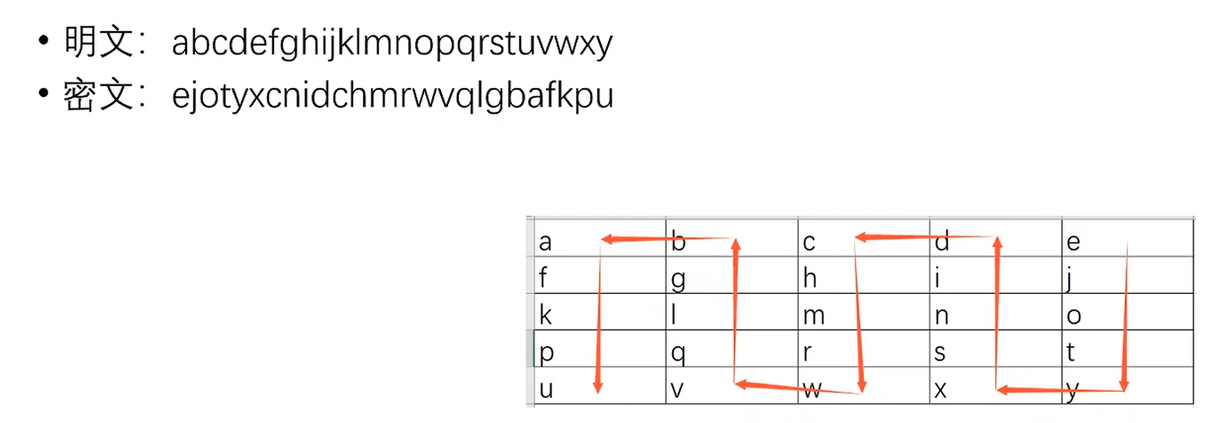 • 明文：abcdefghijklmnopqrstuvwxy
• 密文：ejotyxcnidchmrwvqlgbafkpu
a b c d e
f g h i j
k l m n o
p q r s t
u v w x y